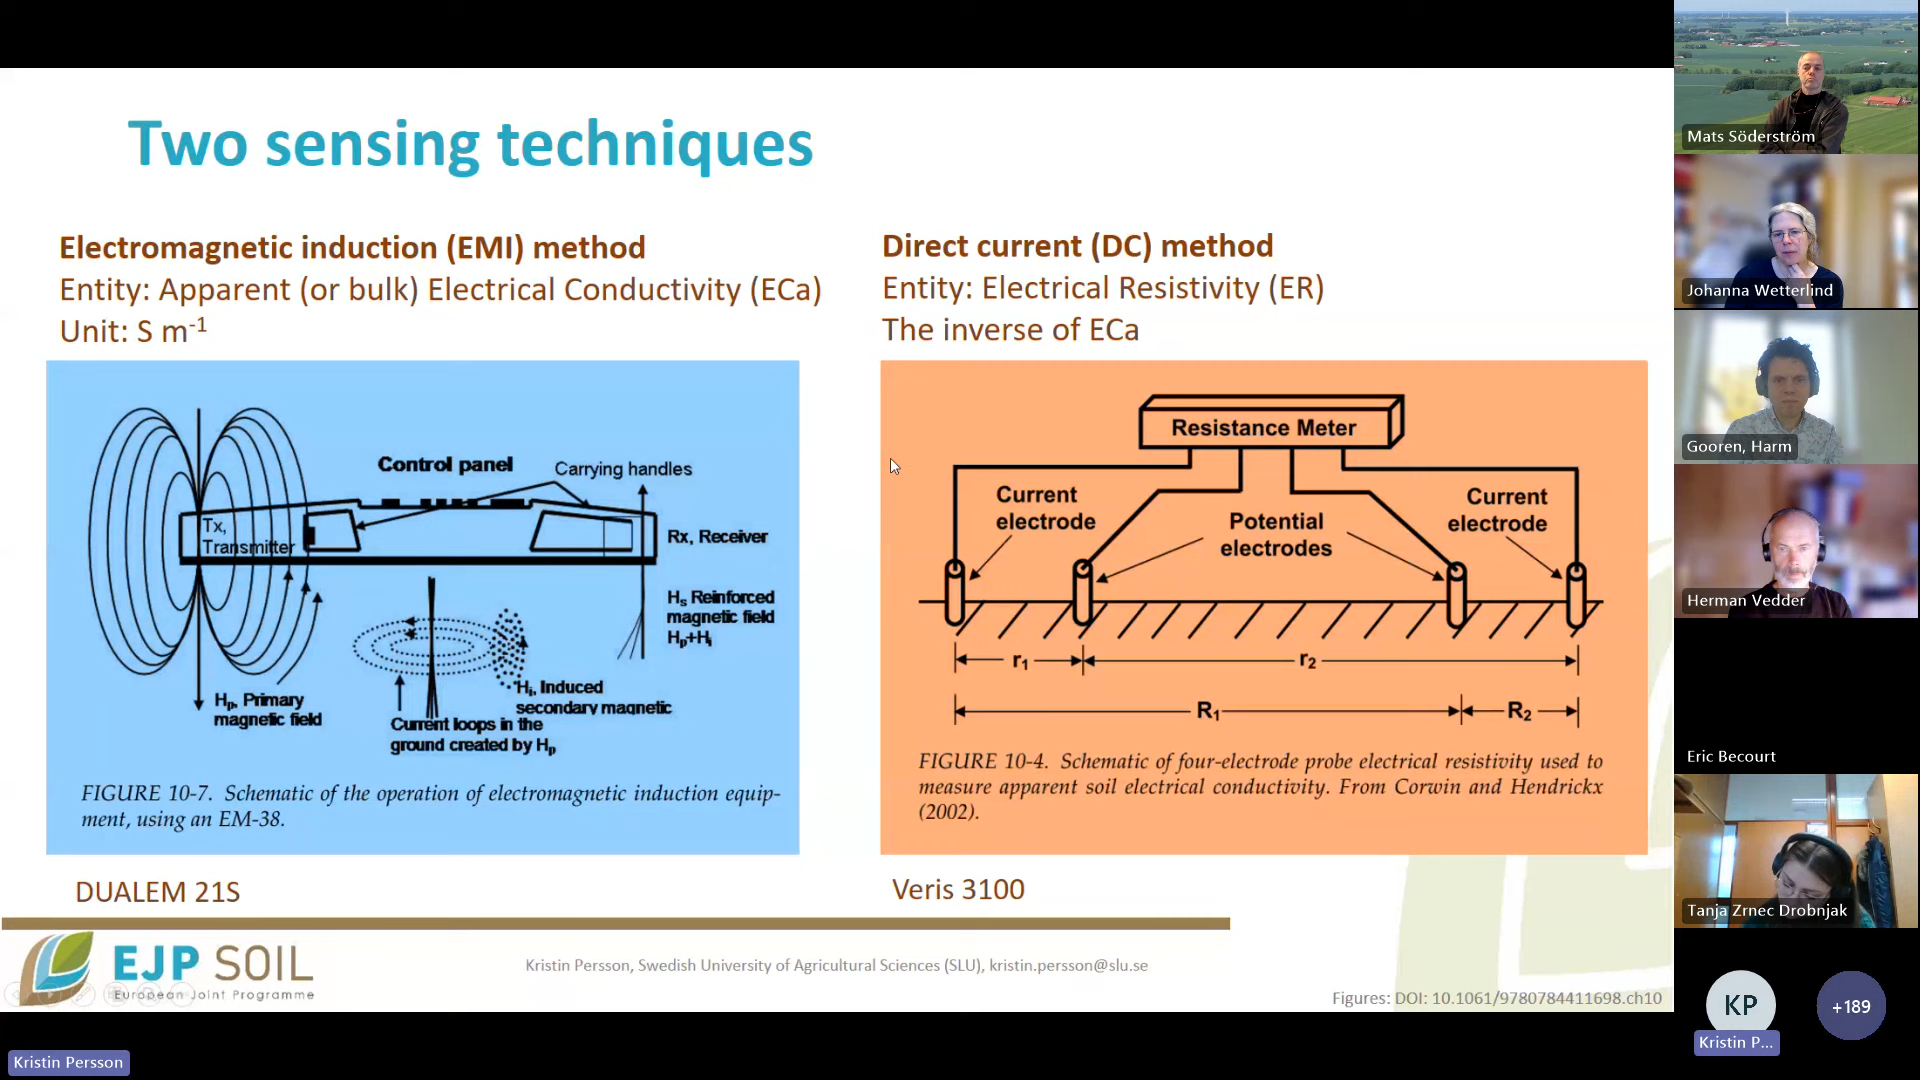 Two sensing techniques
Electromagnetic induction (EMI) method
Entity: Apparent (or bulk) Electrical Conductivity (ECa)
Unit: S m-1
Direct current (DC) method
Entity: Electrical Resistivity (ER)
The inverse of ECa
Control panel
Carrying handles
Tx,
Transmitter
Rx, Receiver
Hs Reinforced
magnetic field
Hp+Hi
Hi, Induced
secondary magnetic
Hp, Primary
magnetic field
Current loops in the
ground created by Hp
FIGURE 10-7. Schematic of the operation of electromagnetic induction equip-
ment, using an EM-38.
Resistance Meter
Current
electrode
Potential
electrodes
Current
electrode
r1
r2
R1
R2
FIGURE 10-4. Schematic of four-electrode probe electrical resistivity used to
measure apparent soil electrical conductivity. From Corwin and Hendrickx
(2002).
DUALEM 21S
Veris 3100
EJP SOIL
European Joint Programme
Kristin Persson, Swedish University of Agricultural Sciences (SLU), kristin.persson@slu.se
Figures: DOI: 10.1061/9780784411698.ch10
Kristin Persson
Mats Söderström
Johanna Wetterlind
Gooren, Harm
Herman Vedder
Eric Becourt
Tanja Zrnec Drobnjak
KP
+189
Kristin P...